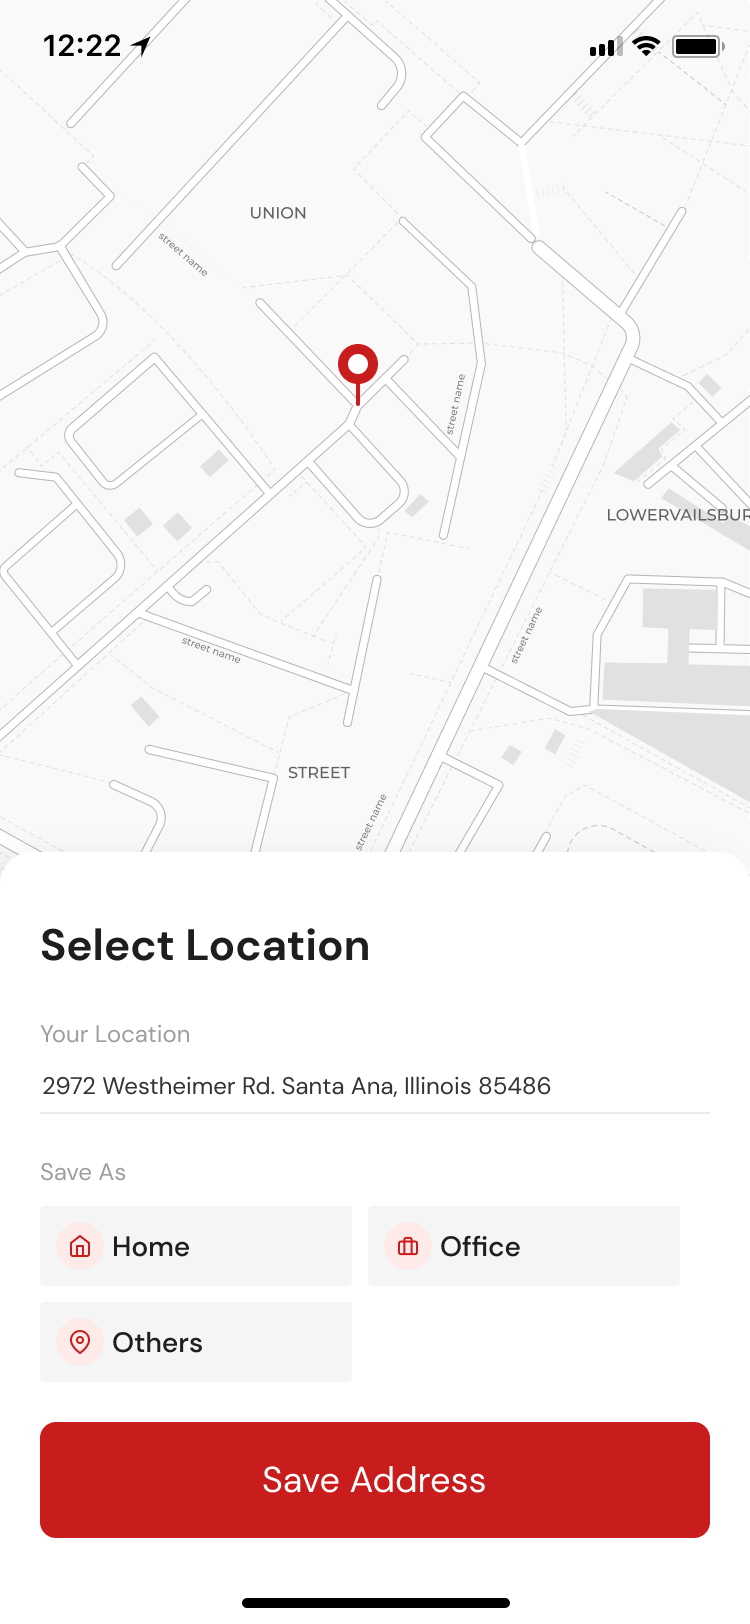 12:22
UNION
street name
street name
LOWERVAILSBUR
street name
street name
STREET
street name
Select Location
Your Location
2972 Westheimer Rd. Santa Ana, Illinois 85486
Save As
Home
Office
Others
Save Address